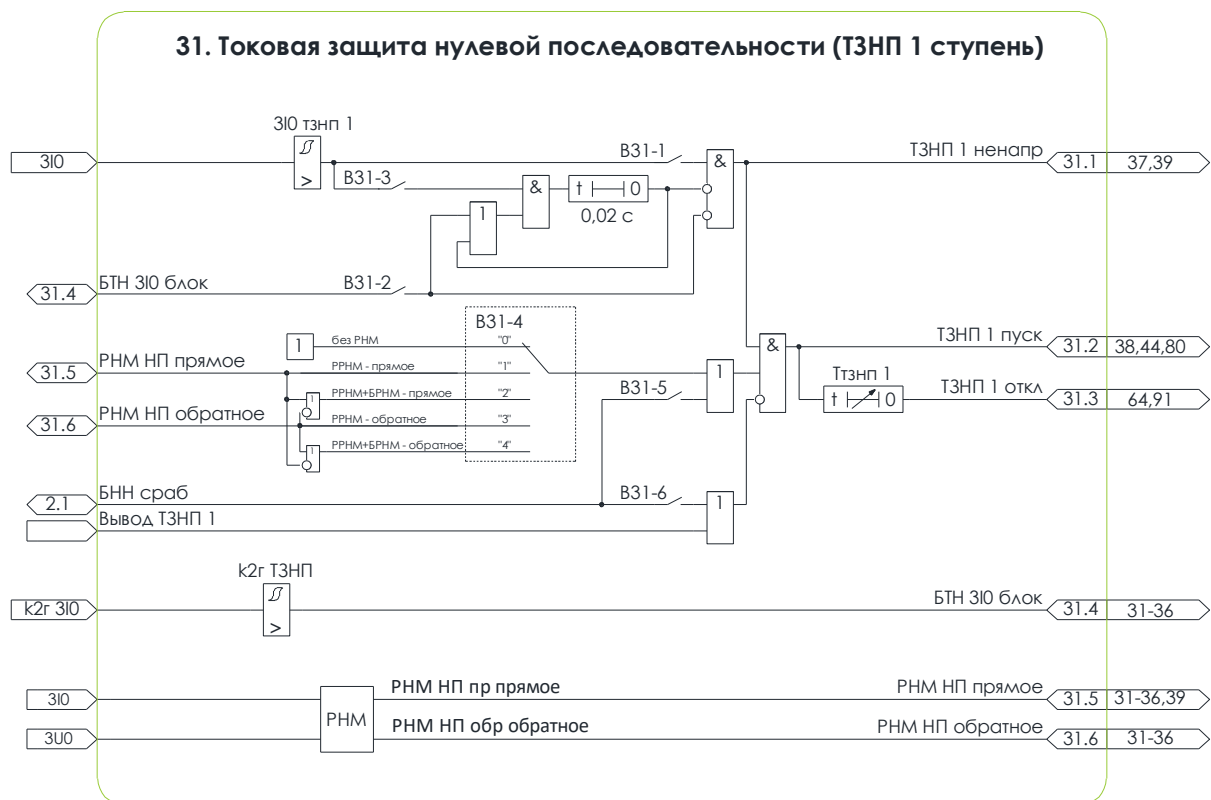 31. Токовая защита нулевой последовательности (ТЗНП 1 ступень)
3I0 тзнп 1
3I0
>
В31-1
&
ТЗНП 1 ненапр
31.1
37,39
В31-3
&
t
0
0,02 с
1
31.4
БТН 3I0 блок
В31-2
В31-4
1
без РНМ
"0"
&
ТЗНП 1 пуск
31.2
38,44,80
31.5
РНМ НП прямое
РРНМ - прямое
"1"
1
Ттзнп 1
1
РРНМ+БРНМ - прямое
"2"
В31-5
t
0
ТЗНП 1 откл
31.3
64,91
31.6
РНМ НП обратное
РРНМ - обратное
"3"
1
РРНМ+БРНМ - обратное
"4"
2.1
БНН сраб
В31-6
1
Вывод ТЗНП 1
k2г ТЗНП
k2г 3I0
>
БТН 3I0 блок
31.4
31-36
3I0
РНМ
РНМ НП пр прямое
РНМ НП прямое
31.5
31-36,39
3U0
РНМ НП обр обратное
РНМ НП обратное
31.6
31-36